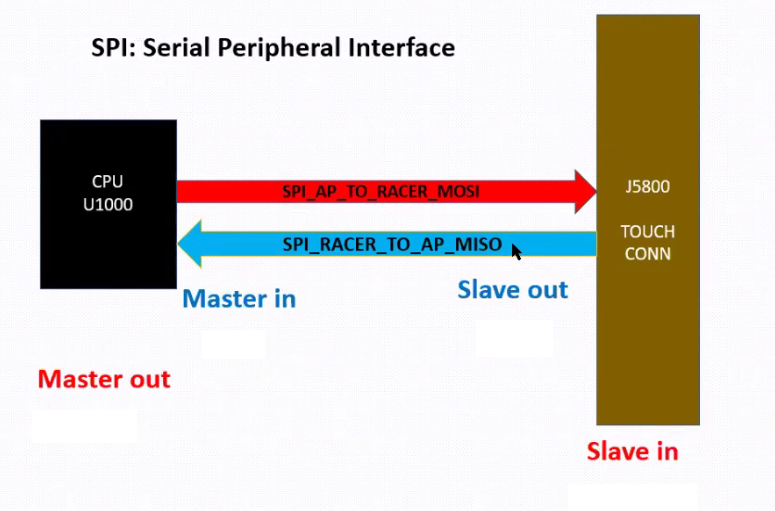 SPI: Serial Peripheral Interface
CPU
U1000
SPI_AP_TO_RACER_MOSI
J5800
SPI_RACER_TO_AP_MISO
TOUCH
CONN
Master in
Slave out
Master out
Slave in